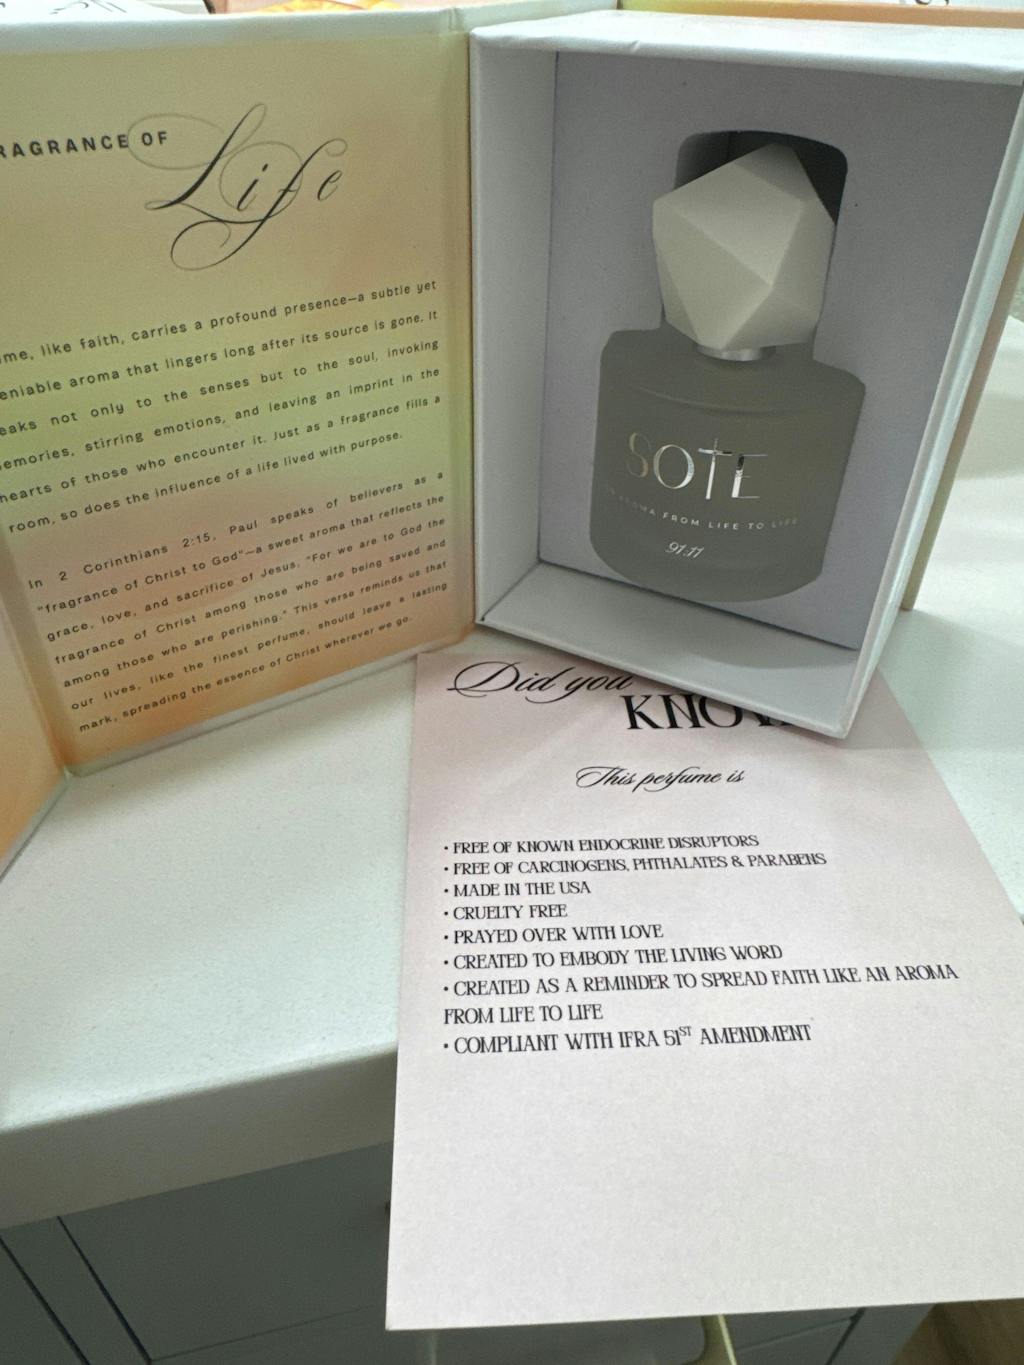 FRAGRANCE OF
Life
like faith, carries a profound presence—a subtle yet
aroma that lingers long after its source is gone. It
not only to the senses but to the soul, invoking
stirring emotions, and leaving an imprint in the
hearts of those who encounter it. Just as a fragrance fills a
room, so does the influence of a life lived with purpose.
In 2 Corinthians 2:15, Paul speaks of believers as a
"fragrance of Christ to God"—a sweet aroma that reflects the
grace, love, and sacrifice of Jesus. "For we are to God the
fragrance of Christ among those who are being saved and
among those who are perishing." This verse reminds us that
our lives, like the finest perfume, should leave a lasting
mark, spreading the essence of Christ wherever we go.
SOTE
AROMA FROM LIFE TO LIFE
91:11
Did you
KNOW
This perfume is
• FREE OF KNOWN ENDOCRINE DISRUPTORS
• FREE OF CARCINOGENS, PHTHALATES & PARABENS
• MADE IN THE USA
• CRUELTY FREE
• PRAYED OVER WITH LOVE
• CREATED TO EMBODY THE LIVING WORD
• CREATED AS A REMINDER TO SPREAD FAITH LIKE AN AROMA
FROM LIFE TO LIFE
• COMPLIANT WITH IFRA 51ST AMENDMENT